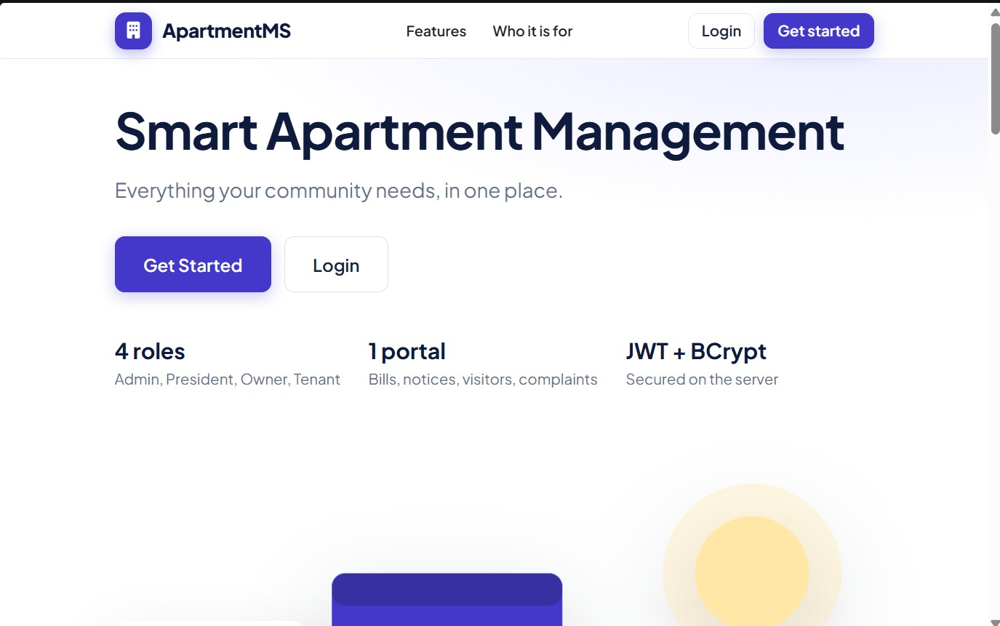 ApartmentMS
Features
Who it is for
Login
Get started
Smart Apartment Management
Everything your community needs, in one place.
Get Started
Login
4 roles
Admin, President, Owner, Tenant
1 portal
Bills, notices, visitors, complaints
JWT + BCrypt
Secured on the server